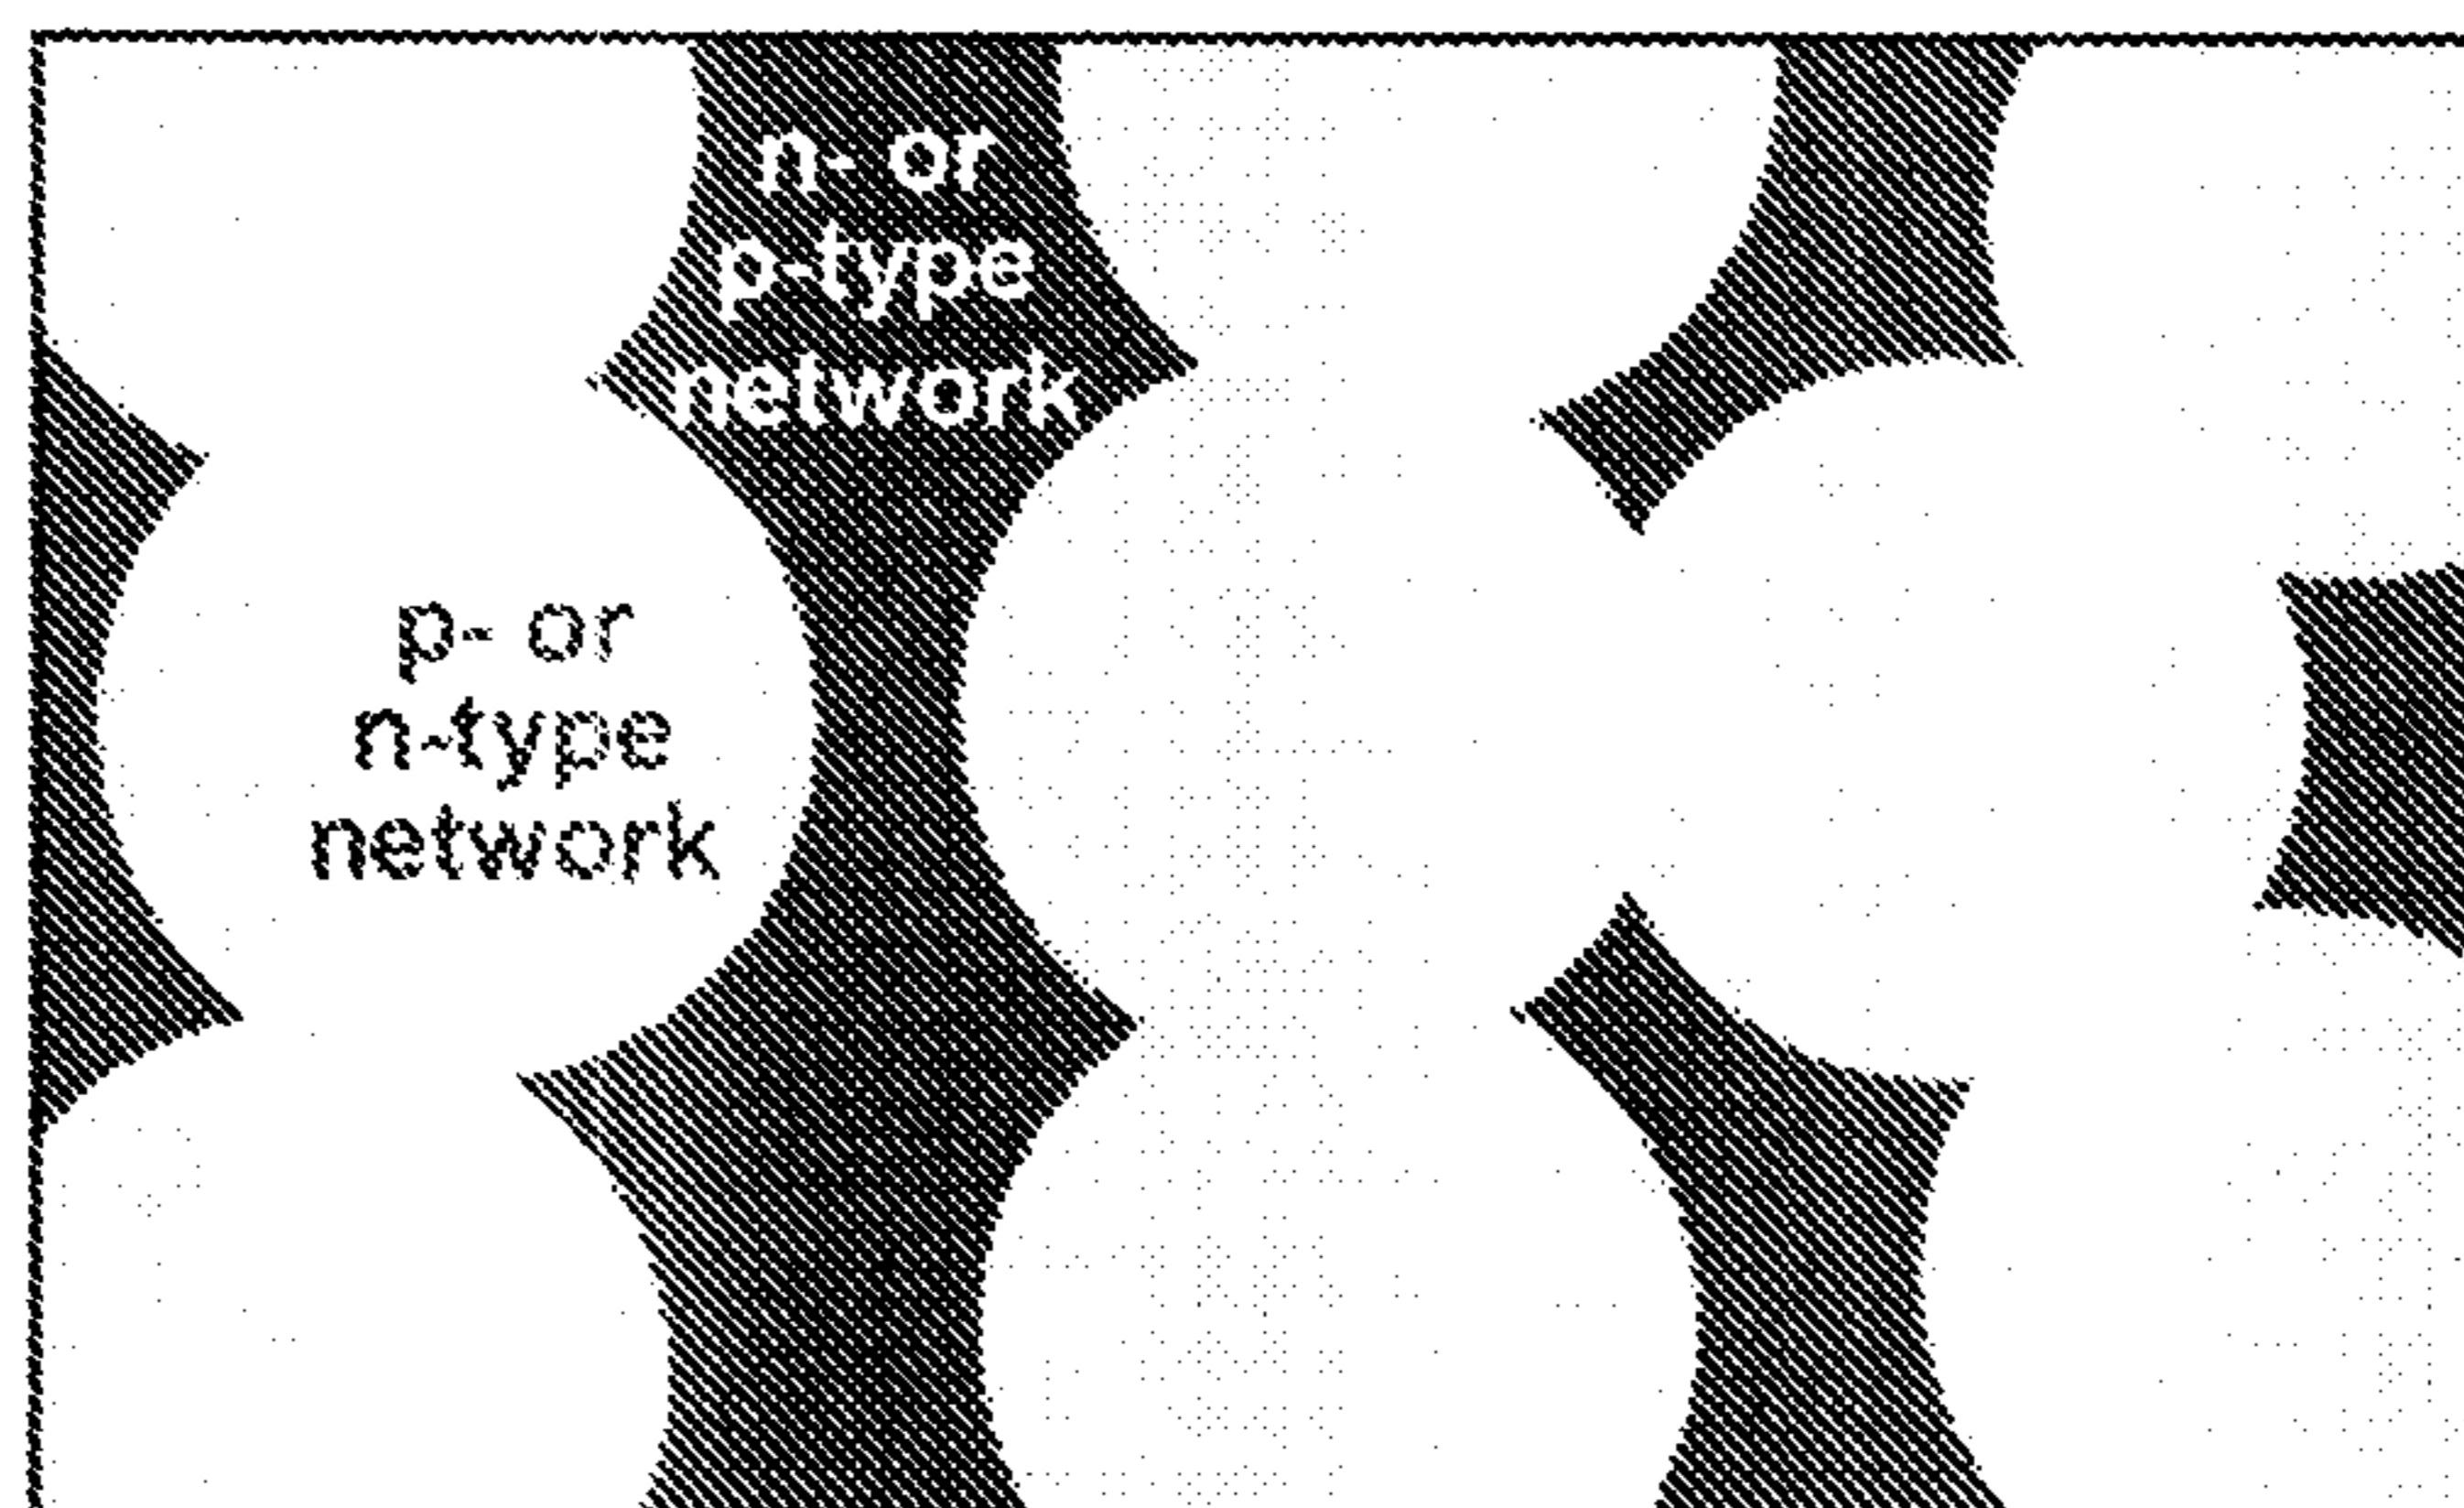 n- or
p-type
network
p- or
n-type
network